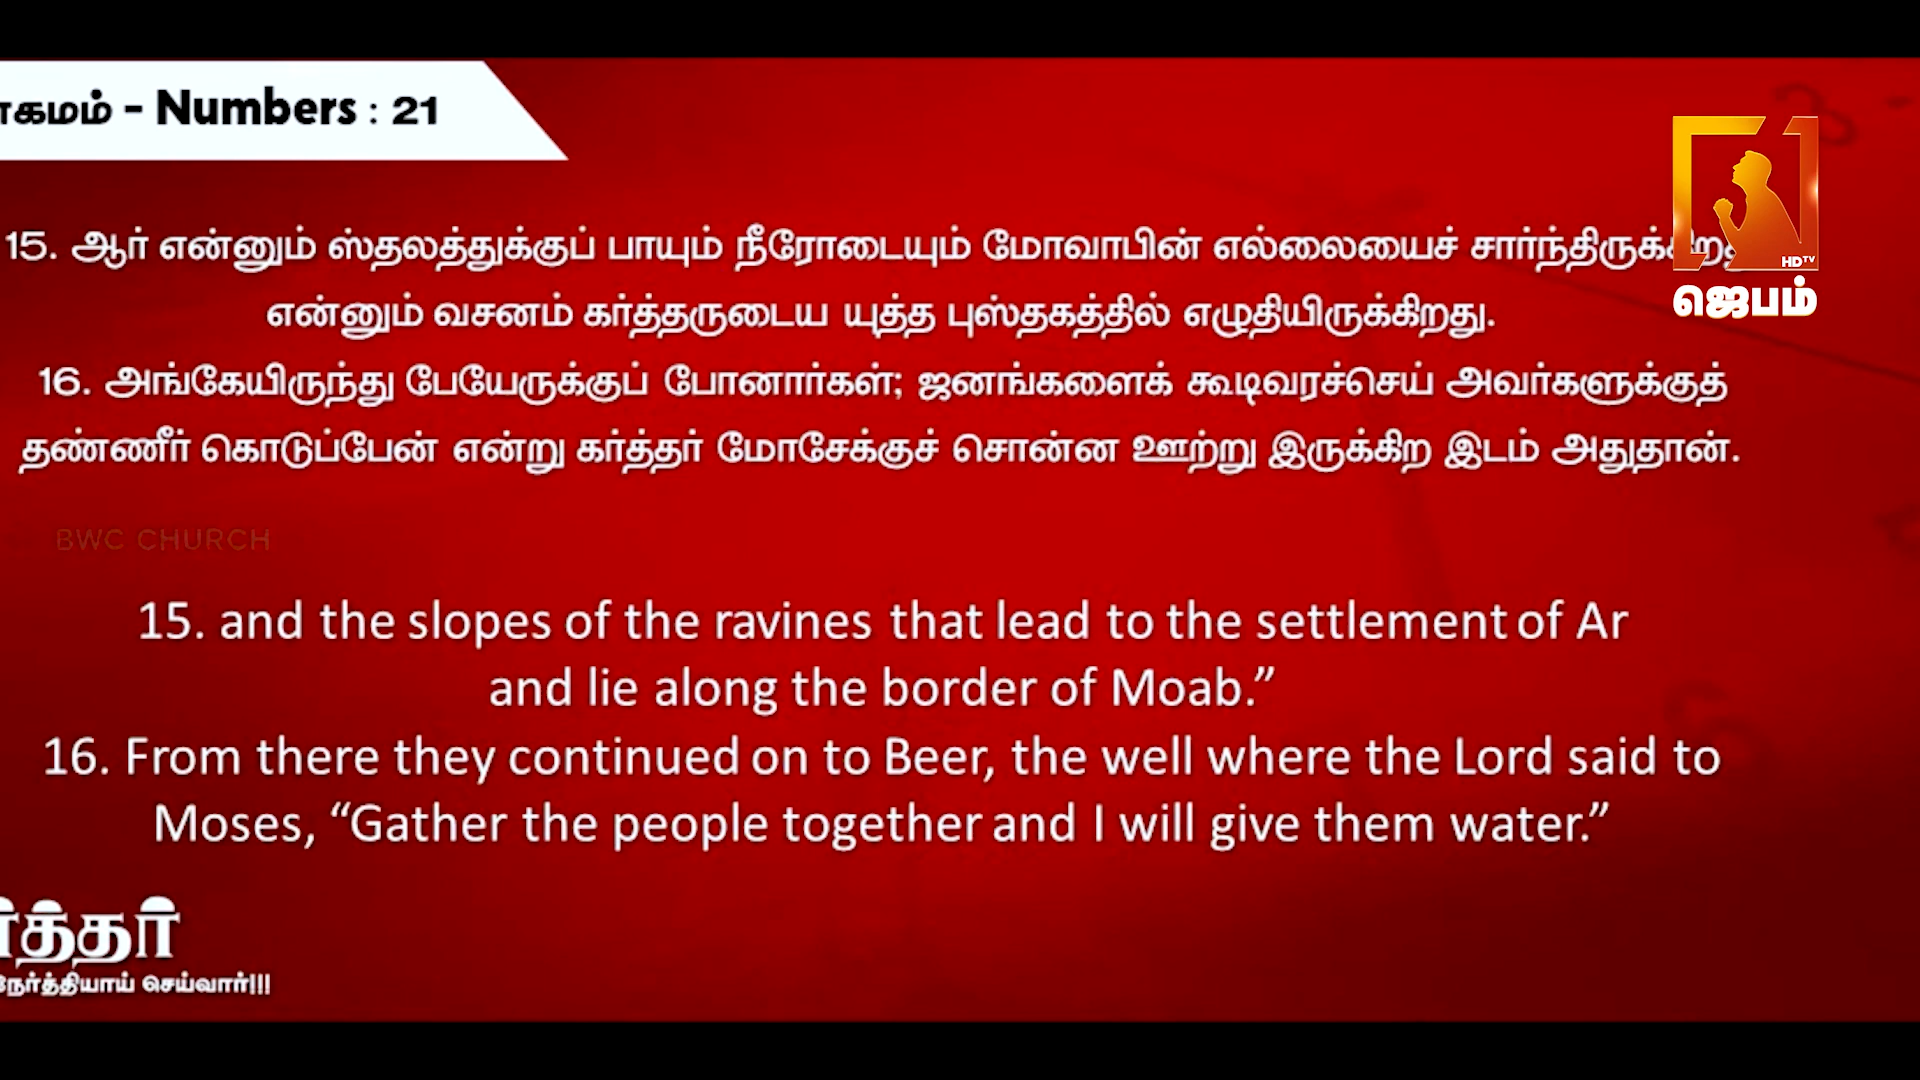 ாகமம் - Numbers : 21
HDTV
ஜெபம்
15. ஆர் என்னும் ஸ்தலத்துக்குப் பாயும் நீரோடையும் மோவாபின் எல்லையைச்
என்னும் வசனம் கர்த்தருடைய யுத்த புஸ்தகத்தில் எழுதியிருக்கிறது.
16. அங்கேயிருந்து பேயேருக்குப் போனார்கள்; ஜனங்களைக் கூடிவரச்செய் அவர்களுக்குத்
தண்ணீர் கொடுப்பேன் என்று கர்த்தர் மோசேக்குச் சொன்ன ஊற்று இருக்கிற இடம் அதுதான்.
BWC CHURCH
15. and the slopes of the ravines that lead to the settlement of Ar
and lie along the border of Moab.”
16. From there they continued on to Beer, the well where the Lord said to
Moses, “Gather the people together and I will give them water.”
ர்த்தர்
நேர்த்தியாய் செய்வார்!!!